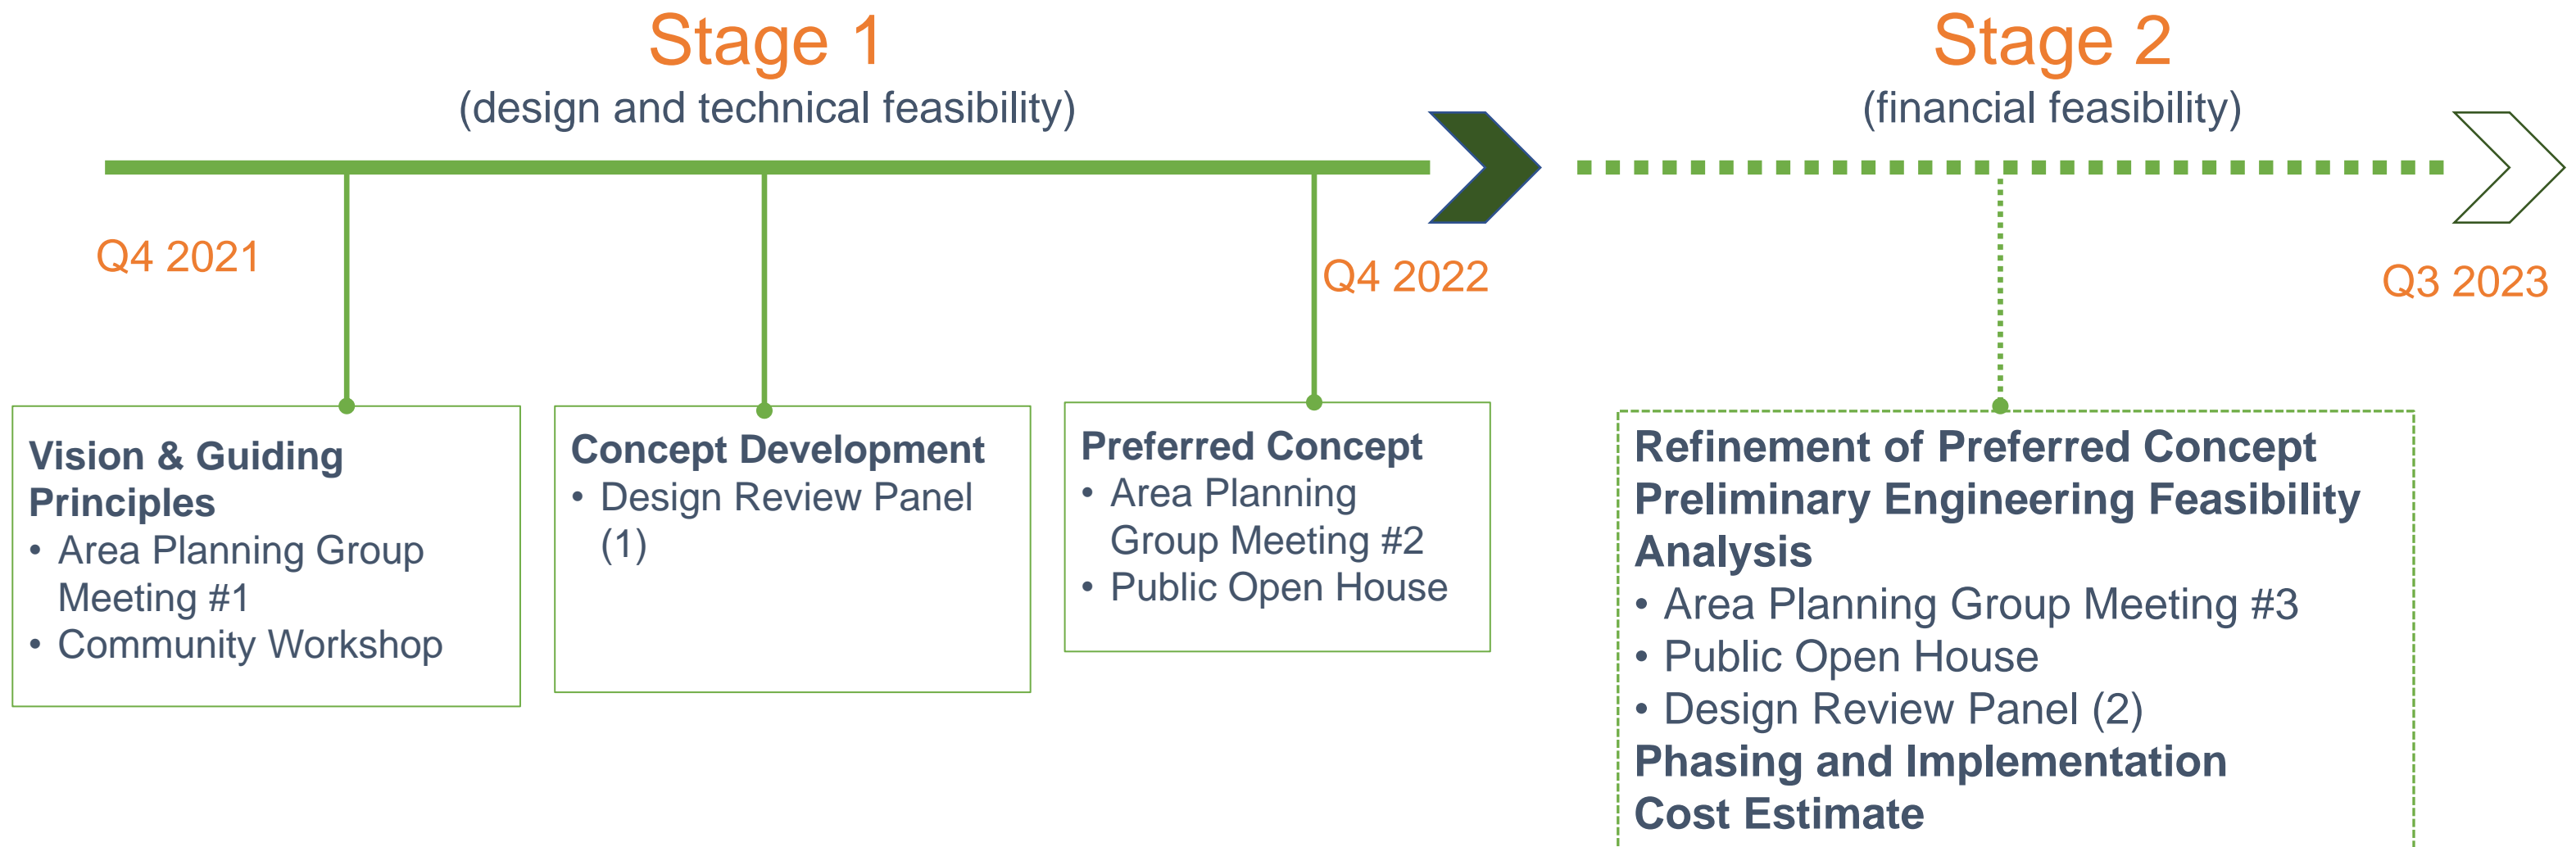 Stage 1
(design and technical feasibility)
Stage 2
(financial feasibility)
Q4 2021
Q4 2022
Q3 2023
Vision & Guiding
Principles
• Area Planning Group
Meeting #1
• Community Workshop
Concept Development
• Design Review Panel
(1)
Preferred Concept
• Area Planning
Group Meeting #2
• Public Open House
Refinement of Preferred Concept
Preliminary Engineering Feasibility
Analysis
• Area Planning Group Meeting #3
• Public Open House
• Design Review Panel (2)
Phasing and Implementation
Cost Estimate